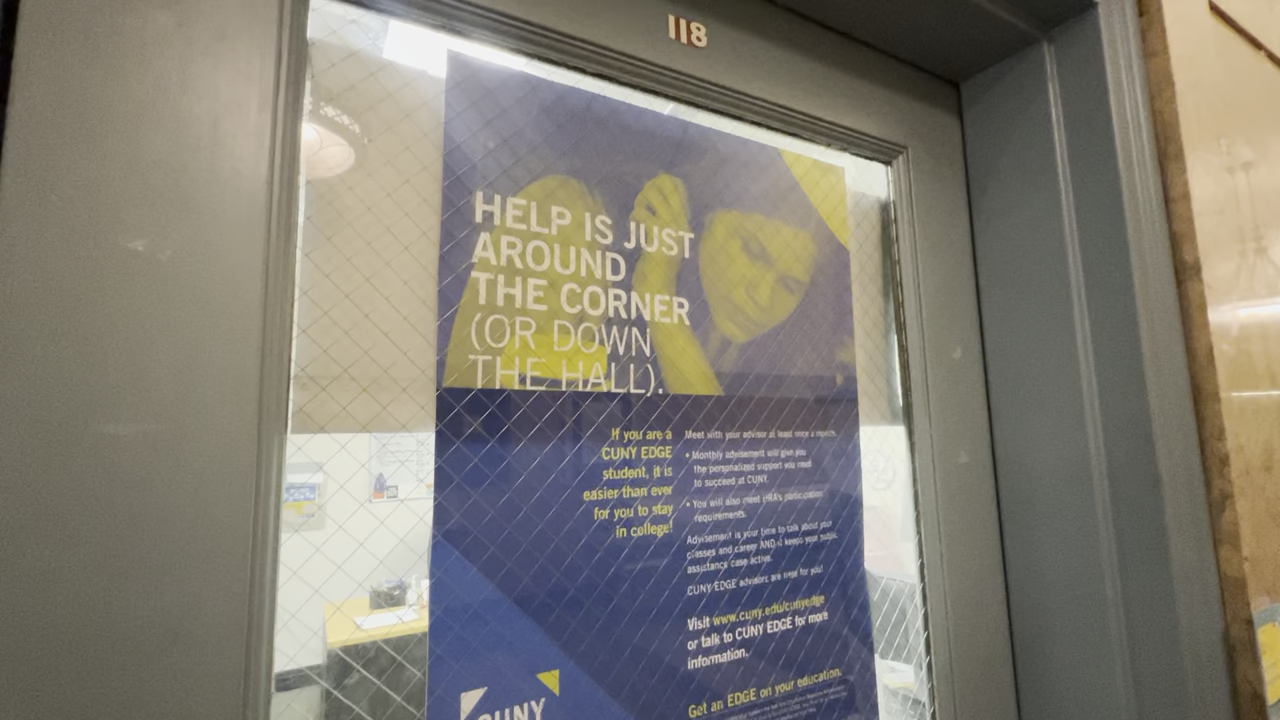 118
HELP IS JUST
AROUND
THE CORNER
(OR DOWN
THE HALL).
If you are a
CUNY EDGE
student, it is
easier than ever
for you to stay
in college!
Meet with your advisor at least once a month.
• Monthly advisement will give you
the personalized support you need
to succeed at CUNY.
• You will also meet HRA's participation
requirements.
Advisement is your time to talk about your
classes and career AND it keeps your public
assistance case active.
CUNY EDGE advisors are here for you!
Visit www.cuny.edu/cunyedge
or talk to CUNY EDGE for more
information.
Get an EDGE on your education.
CUNY